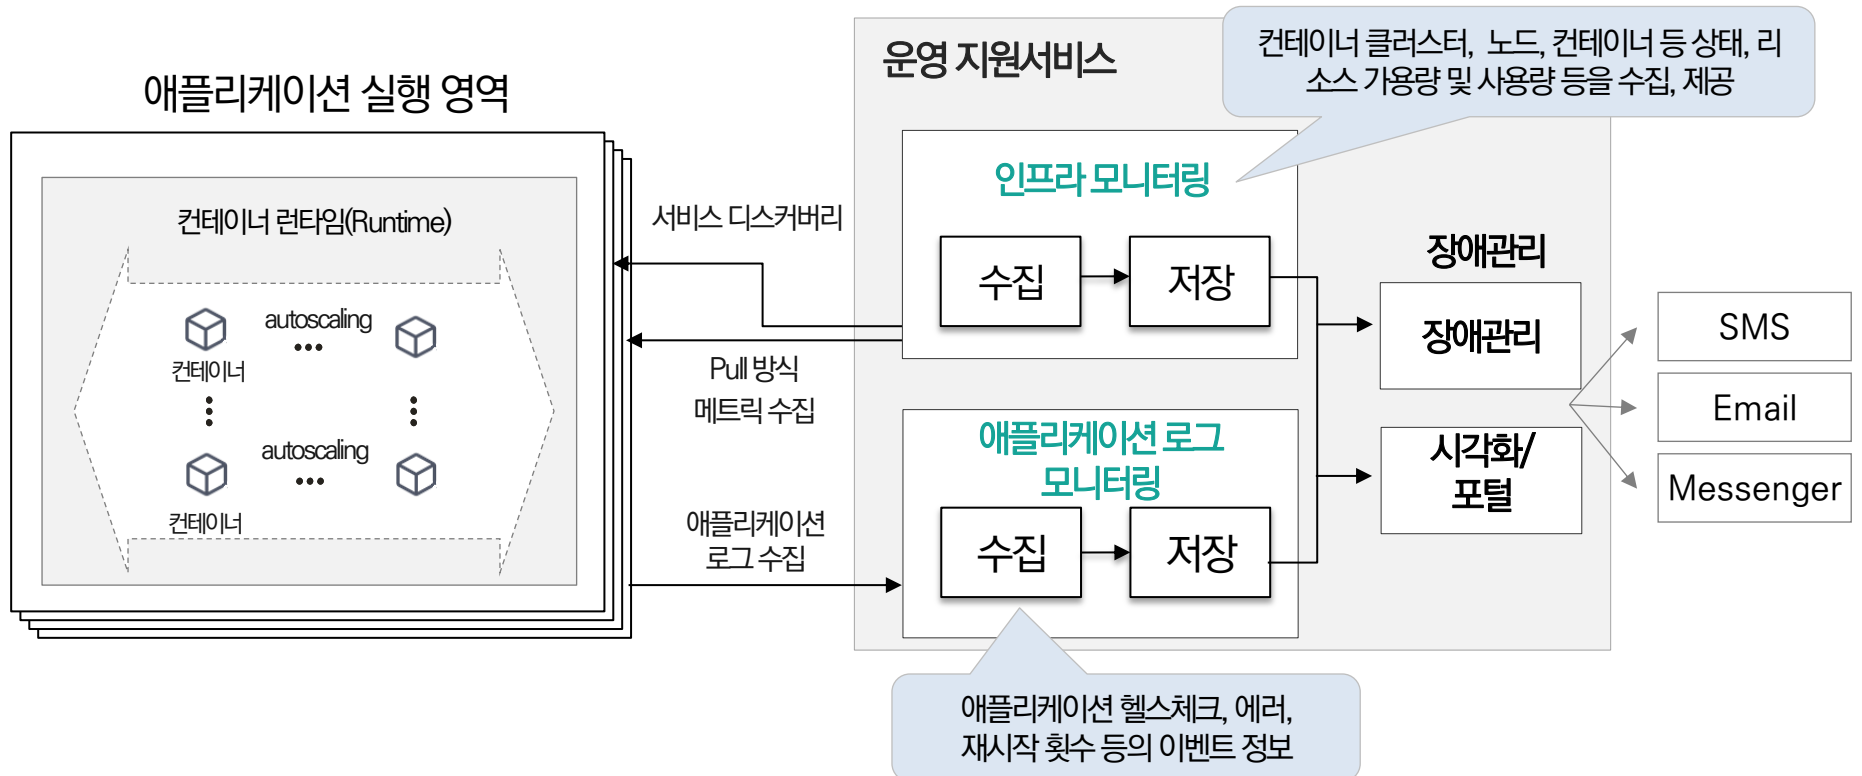 애플리케이션 실행 영역
컨테이너 런타임(Runtime)
autoscaling
컨테이너
autoscaling
컨테이너
서비스 디스커버리
Pull 방식
메트릭 수집
애플리케이션
로그 수집
운영 지원서비스
컨테이너 클러스터, 노드, 컨테이너 등 상태, 리
소스 가용량 및 사용량 등을 수집, 제공
인프라 모니터링
수집
저장
애플리케이션 로그
모니터링
수집
저장
애플리케이션 헬스체크, 에러,
재시작 횟수 등의 이벤트 정보
장애관리
장애관리
시각화/
포털
SMS
Email
Messenger